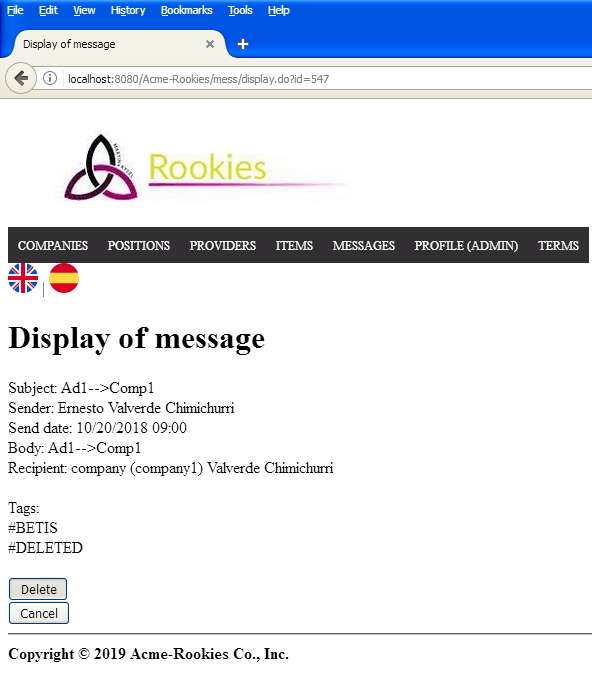 File Edit View History Bookmarks Tools Help
Display of message
localhost:8080/Acme-Rookies/mess/display.do?id=547
Rookies
COMPANIES POSITIONS PROVIDERS ITEMS MESSAGES PROFILE (ADMIN) TERMS
|
Display of message
Subject: Ad1-->Comp1
Sender: Ernesto Valverde Chimichurri
Send date: 10/20/2018 09:00
Body: Ad1-->Comp1
Recipient: company (company1) Valverde Chimichurri
Tags:
#BETIS
#DELETED
Delete
Cancel
Copyright © 2019 Acme-Rookies Co., Inc.